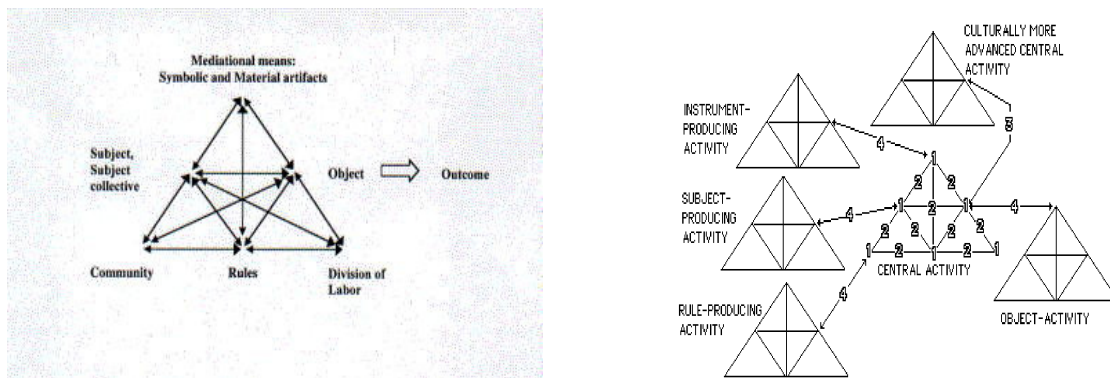 Mediational means:
Symbolic and Material artifacts
Subject,
Subject
collective
Object
Outcome
Community
Rules
Division of
Labor
CULTURALLY MORE
ADVANCED CENTRAL
ACTIVITY
INSTRUMENT-
PRODUCING
ACTIVITY
3
4
1
2 2
SUBJECT-
PRODUCING
ACTIVITY
4
1 2 1
4
2 2 2 2
1 2 1 2 1
CENTRAL ACTIVITY
4
RULE-PRODUCING
ACTIVITY
OBJECT-ACTIVITY